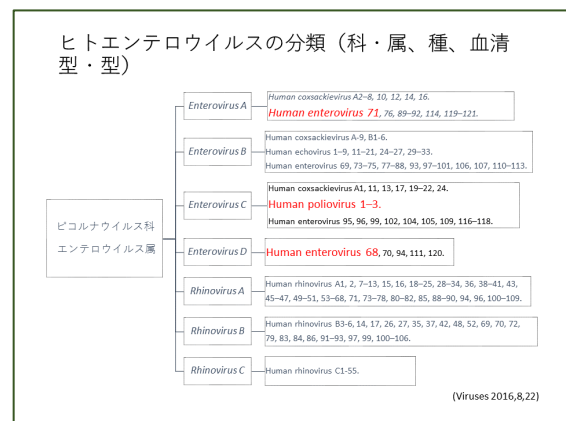 ヒトエンテロウイルスの分類（科・属、種、血清
型・型）
ピコルナウイルス科
エンテロウイルス属
Enterovirus A
Human coxsackievirus A2–8, 10, 12, 14, 16.
Human enterovirus 71, 76, 89–92, 114, 119–121.
Enterovirus B
Human coxsackievirus A-9, B1-6.
Human echovirus 1–9, 11–21, 24–27, 29–33.
Human enterovirus 69, 73–75, 77–88, 93, 97–101, 106, 107, 110–113.
Enterovirus C
Human coxsackievirus A1, 11, 13, 17, 19–22, 24.
Human poliovirus 1–3.
Human enterovirus 95, 96, 99, 102, 104, 105, 109, 116–118.
Enterovirus D
Human enterovirus 68, 70, 94, 111, 120.
Rhinovirus A
Human rhinovirus A1, 2, 7–13, 15, 16, 18–25, 28–34, 36, 38–41, 43,
45–47, 49–51, 53–68, 71, 73–78, 80–82, 85, 88–90, 94, 96, 100–109.
Rhinovirus B
Human rhinovirus B3-6, 14, 17, 26, 27, 35, 37, 42, 48, 52, 69, 70, 72,
79, 83, 84, 86, 91–93, 97, 99, 100–106.
Rhinovirus C
Human rhinovirus C1-55.
(Viruses 2016,8,22)